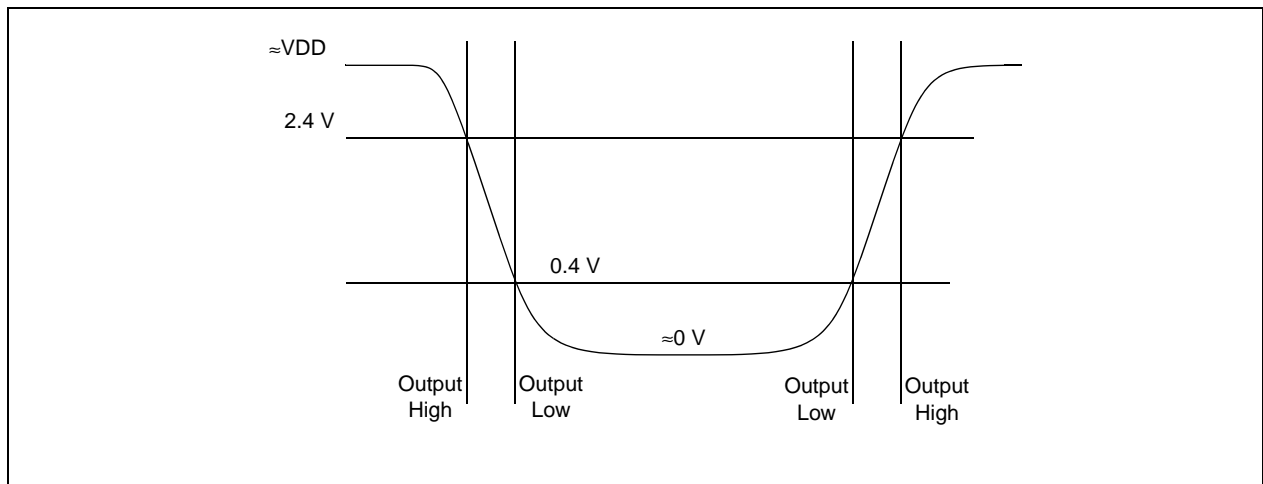 ≈VDD
2.4 V
0.4 V
≈0 V
Output
High
Output
Low
Output
Low
Output
High